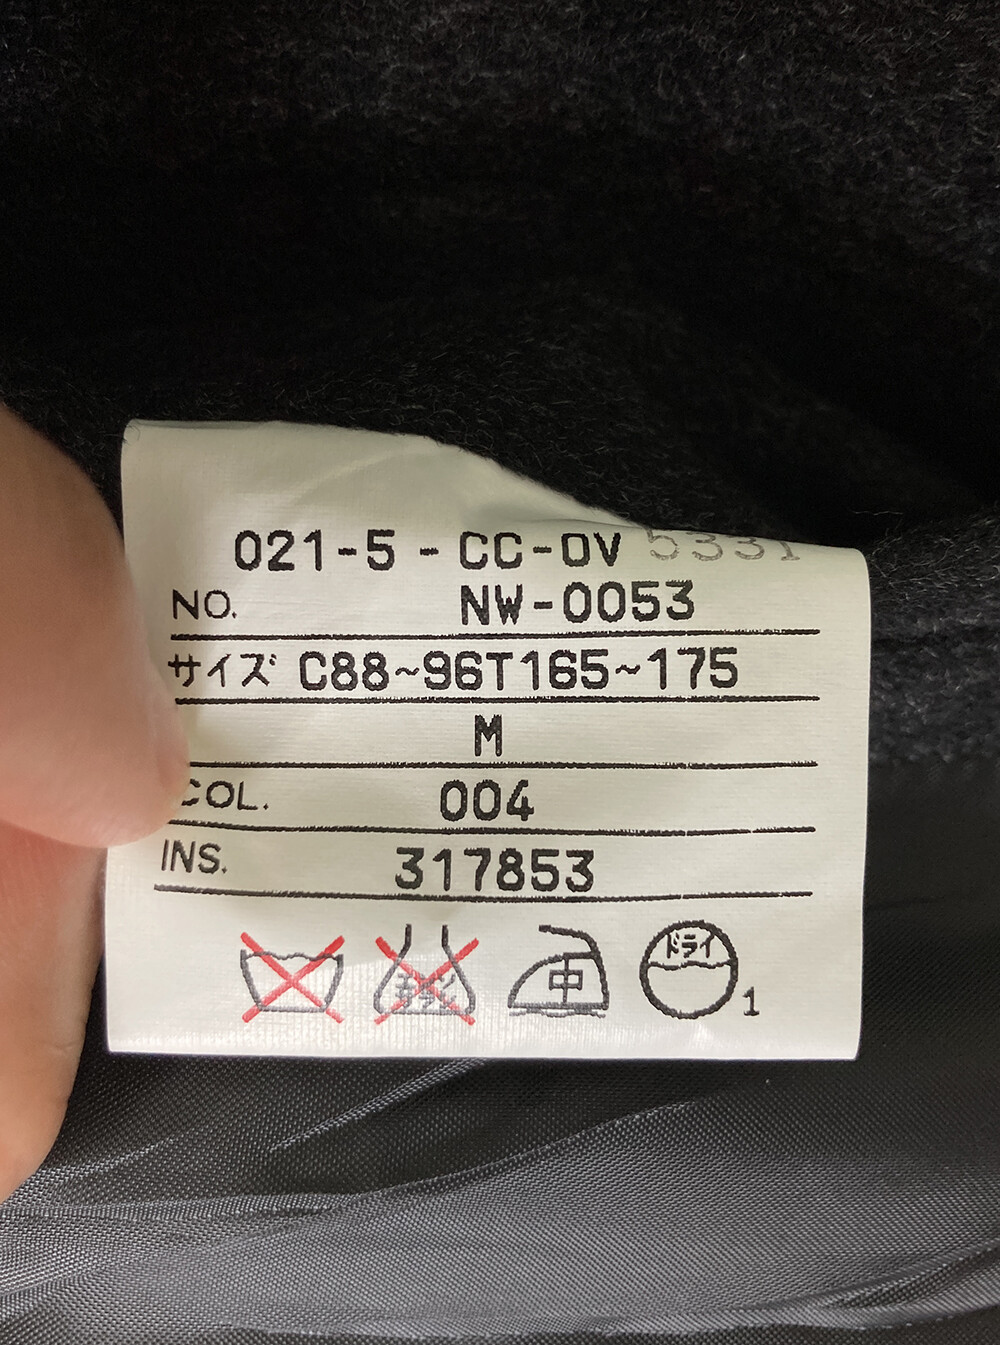 021-5-CC-OV 5331
NO. NW-0053
サイズ C88~96T165~175
M
COL. 004
INS. 317853
中
ドライ
1